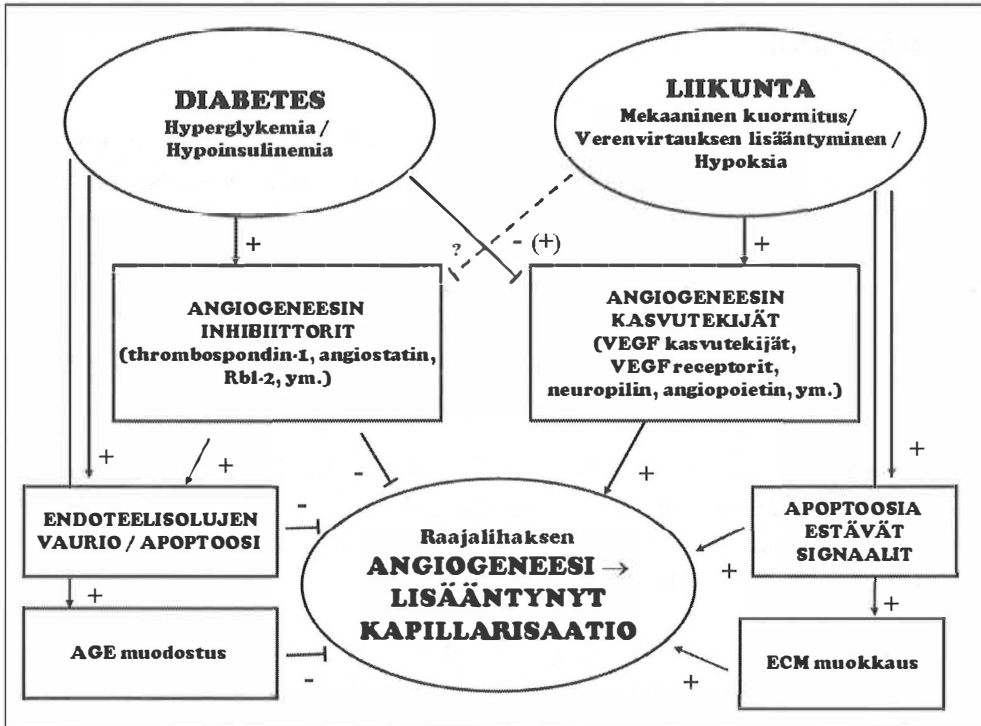 DIABETES
Hyperglykemia /
Hypoinsulinemia
LIIKUNTA
Mekaaninen kuormitus/
Verenvirtauksen lisääntyminen /
Hypoksia
+
?
- (+)
+
ANGIOGENEESIN
INHIBIITTORIT
(thrombospondin-1, angiostatin,
Rbl-2, ym.)
ANGIOGENEESIN
KASVUTEKIJÄT
(VEGF kasvutekijät,
VEGF receptorit,
neuropilin, angiopoietin, ym.)
+
+
-
+
+
ENDOTEELISOLUJEN
VAURIO / APOPTOOSI
-
Raajalihaksen
ANGIOGENEESI →
LISÄÄNTYNYT
KAPILLARISAATIO
APOPTOOSIA
ESTÄVÄT
SIGNAALIT
+
+
+
AGE muodostus
-
ECM muokkaus
+